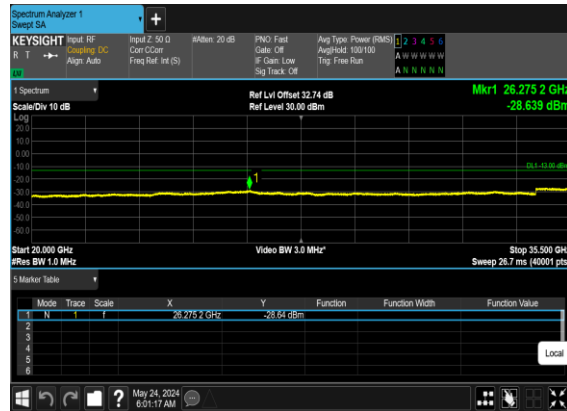 Spectrum Analyzer 1
Swept SA
+
KEYSIGHT
R T
Input: RF
Coupling: DC
Align: Auto
Input Z: 50 Ω
Corr CCorr
Freq Ref: Int (S)
#Atten: 20 dB
PNO: Fast
Gate: Off
IF Gain: Low
Sig Track: Off
Avg Type: Power (RMS)
Avg|Hold: 100/100
Trig: Free Run
1 2 3 4 5 6
A W W W W W
A N N N N N
1 Spectrum
Scale/Div 10 dB
Ref Lvl Offset 32.74 dB
Ref Level 30.00 dBm
Mkr1 26.275 2 GHz
-28.639 dBm
Log
20.0
10.0
0.00
-10.0
-20.0
-30.0
-40.0
-50.0
-60.0
DL1 -13.00 dBm
1
Start 20.000 GHz
#Res BW 1.0 MHz
Video BW 3.0 MHz*
Stop 35.500 GHz
Sweep 26.7 ms (40001 pts)
5 Marker Table
Mode Trace Scale X Y Function Function Width Function Value
1 N 1 f 26.275 2 GHz -28.64 dBm
2
3
4
5
6
Local
?
May 24, 2024
6:01:17 AM